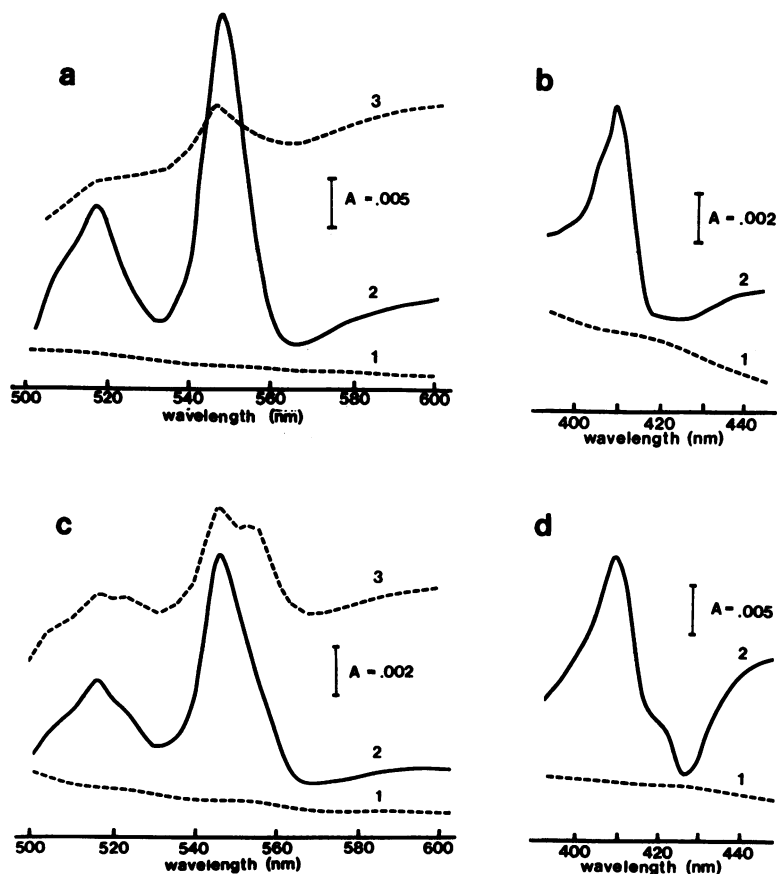 a
3
A = .005
2
1
500 520 540 560 580 600
wavelength (nm)
b
A = .002
2
1
400 420 440
wavelength (nm)
c
3
A = .002
2
1
500 520 540 560 580 600
wavelength (nm)
d
A = .005
2
1
400 420 440
wavelength (nm)